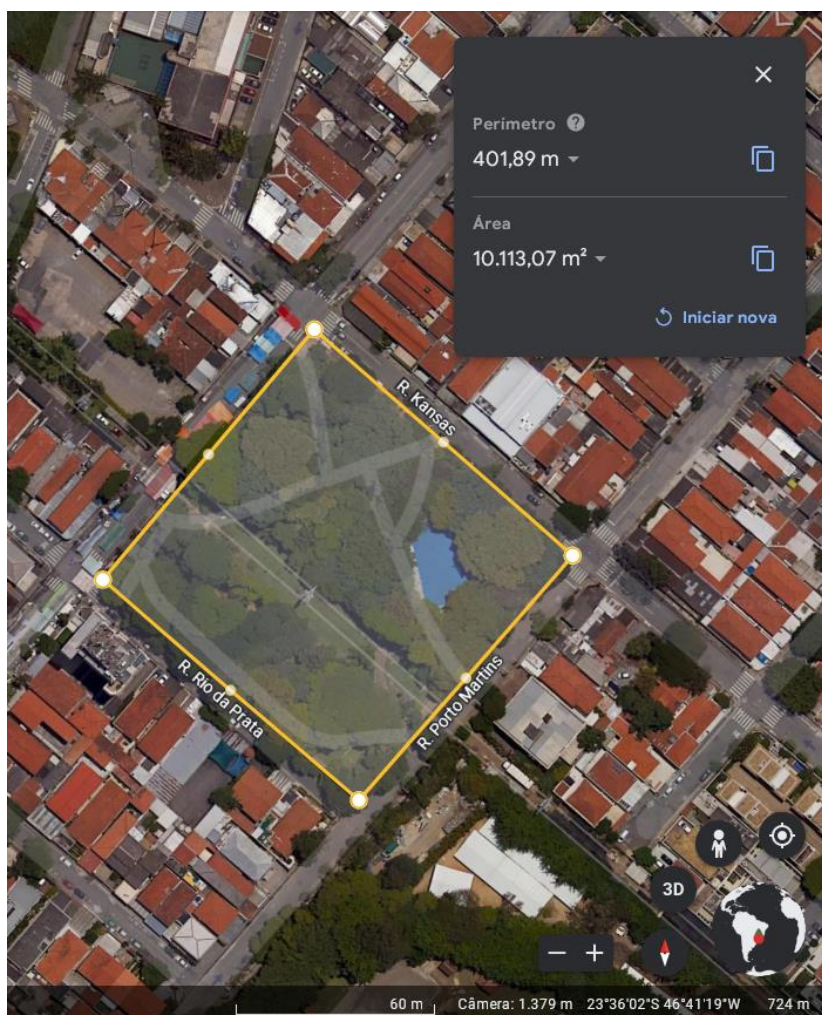 Perímetro ?
401,89 m
Área
10.113,07 m²
Iniciar nova
R. Kansas
R. Rio da Prata
R. Porto Martins
3D
60 m
Câmera: 1.379 m 23°36'02"S 46°41'19"W 724 m